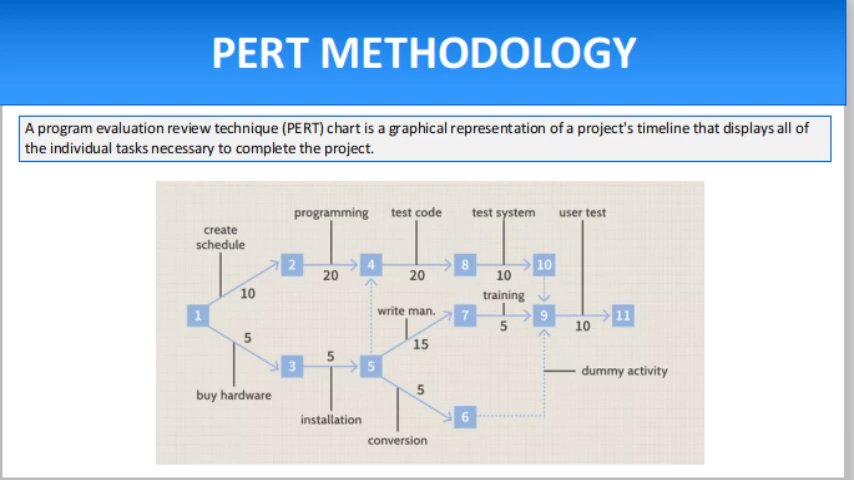 PERT METHODOLOGY
A program evaluation review technique (PERT) chart is a graphical representation of a project's timeline that displays all of
the individual tasks necessary to complete the project.
programming
test code
test system
user test
create
schedule
2
4
8
10
20
20
10
10
training
1
write man.
7
9
11
5
5
10
15
5
3
5
5
dummy activity
buy hardware
6
installation
conversion